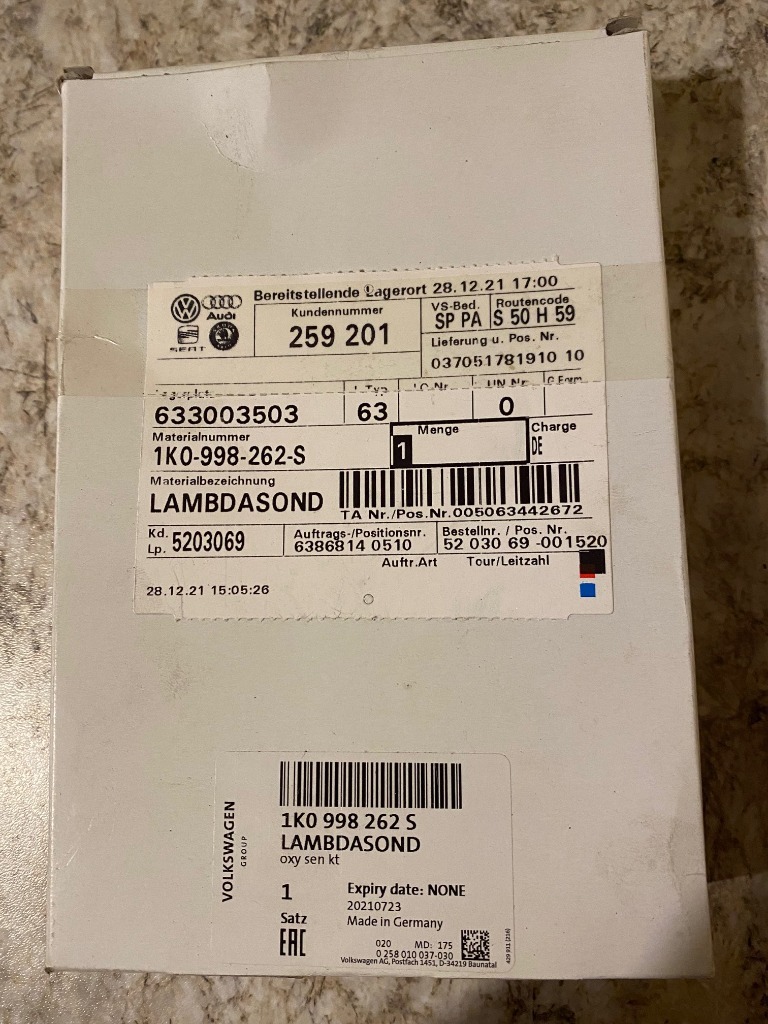 Bereitstellende Lagerort 28.12.21 17:00
Audi
SEAT
Kundennummer
259 201
VS-Bed.
SP PA
Routencode
S 50 H 59
Lieferung u. Pos. Nr.
037051781910 10
633003503
63
0
Materialnummer
1K0-998-262-S
Menge
1
Charge
DE
Materialbezeichnung
LAMBDASOND
TA Nr./Pos.Nr.005063442672
Kd.
Lp. 5203069
Auftrags-/Positionsnr.
6386814 0510
Bestellnr. / Pos. Nr.
52 030 69 -001520
Auftr.Art Tour/Leitzahl
28.12.21 15:05:26
VOLKSWAGEN
GROUP
1K0 998 262 S
LAMBDASOND
oxy sen kt
1
Satz
EAC
Expiry date: NONE
20210723
Made in Germany
020 MD: 175
0 258 010 037-030
Volkswagen AG, Postfach 1451, D-34219 Baunatal